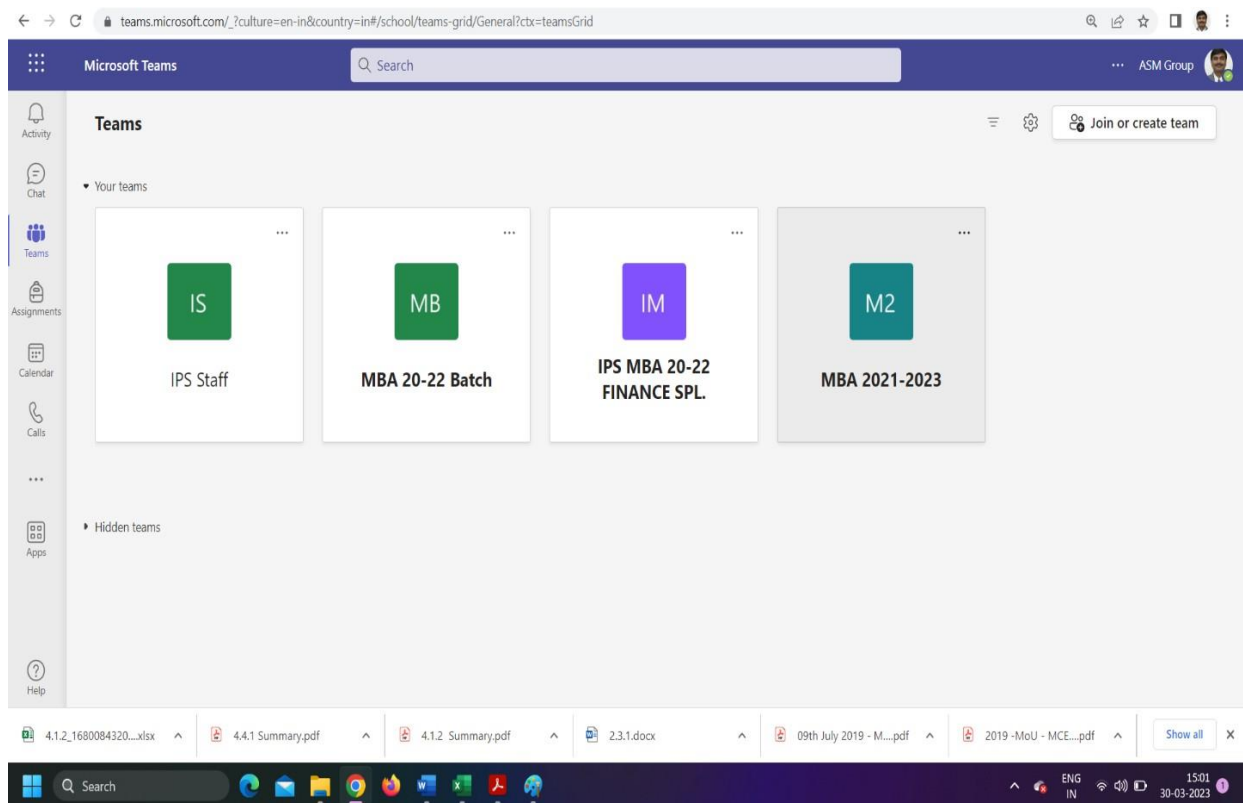 teams.microsoft.com/_?culture=en-in&country=in#/school/teams-grid/General?ctx=teamsGrid
Microsoft Teams
Search
ASM Group
Activity
Chat
Teams
Assignments
Calendar
Calls
Apps
Help
Teams
Join or create team
Your teams
IS
IPS Staff
MB
MBA 20-22 Batch
IM
IPS MBA 20-22
FINANCE SPL.
M2
MBA 2021-2023
Hidden teams
4.1.2_1680084320....xlsx
4.4.1 Summary.pdf
4.1.2 Summary.pdf
2.3.1.docx
09th July 2019 - M....pdf
2019 -MoU - MCE....pdf
Show all
Search
ENG
IN
15:01
30-03-2023
1